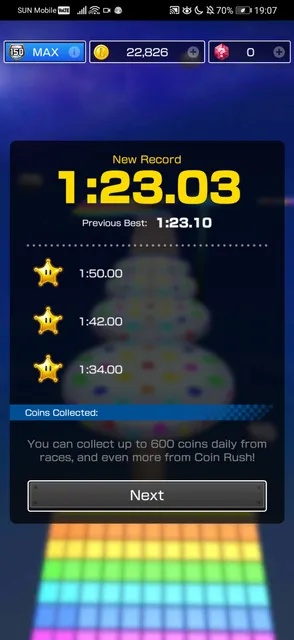 SUN Mobile VoLTE 70% 19:07
150 MAX i 22,826 + 0 +
New Record
1:23.03
Previous Best: 1:23.10
1:50.00
1:42.00
1:34.00
Coins Collected:
You can collect up to 600 coins daily from
races, and even more from Coin Rush!
Next